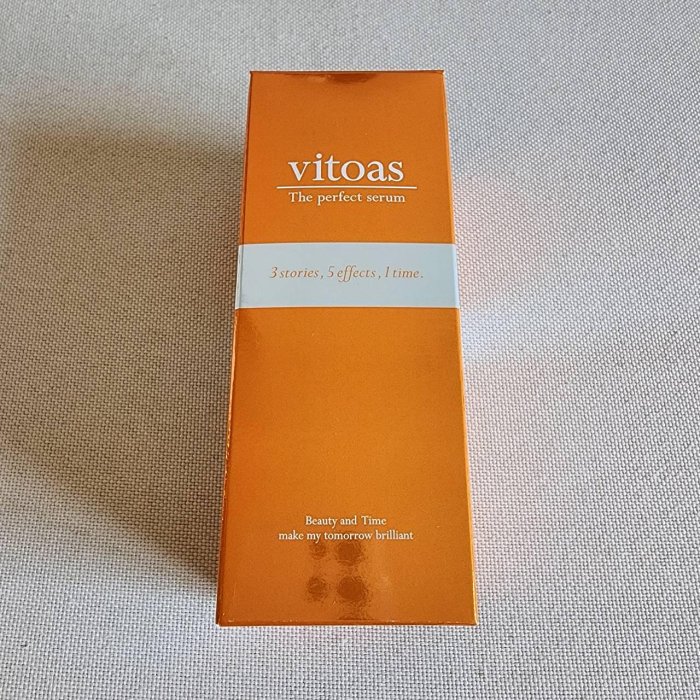 vitoas
The perfect serum
3 stories, 5 effects, 1 time.
Beauty and Time
make my tomorrow brilliant